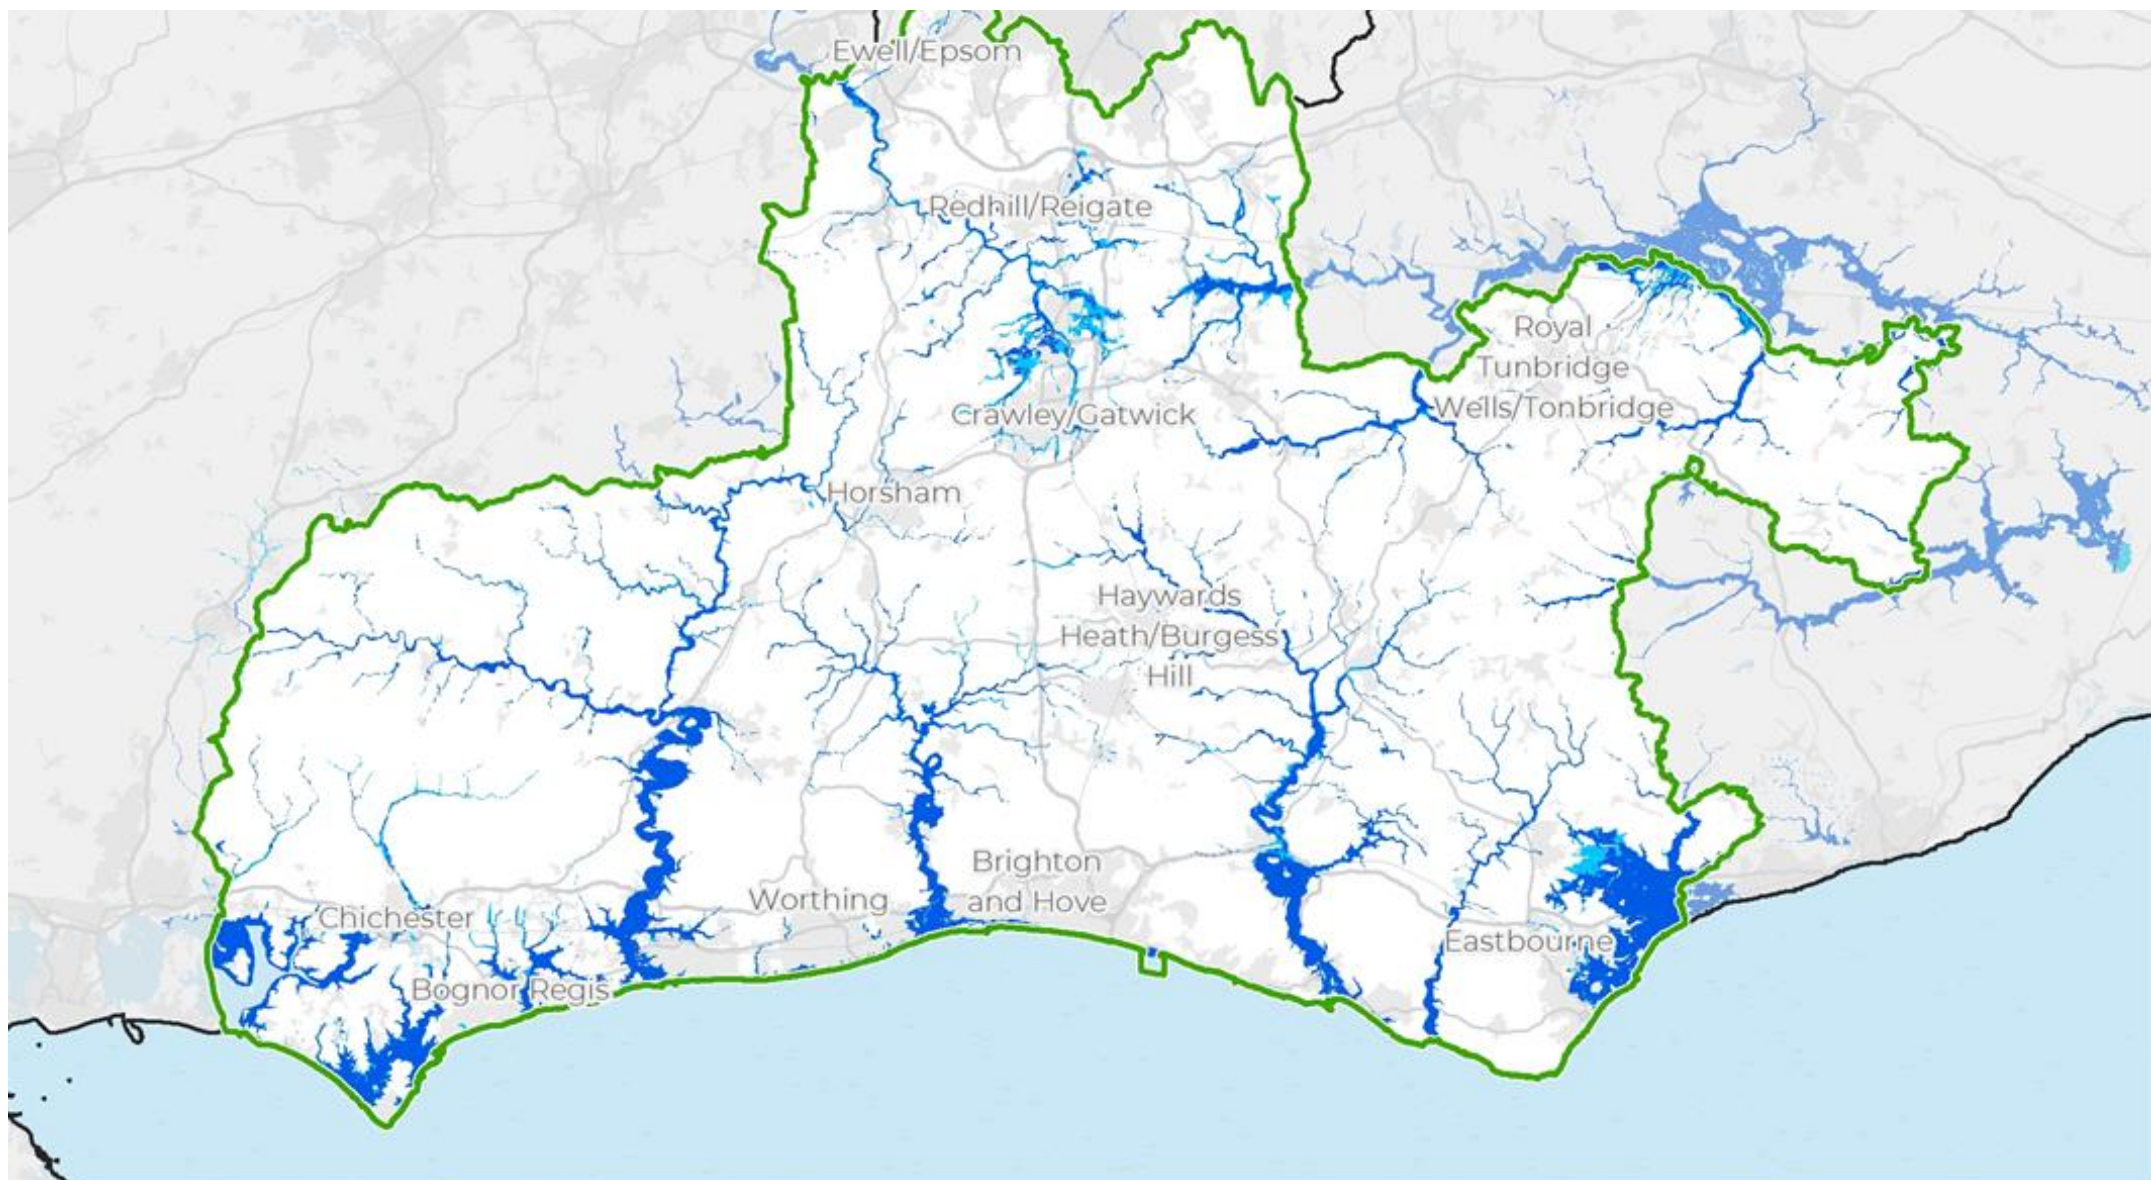 Ewell/Epsom
Redhill/Reigate
Royal
Tunbridge
Wells/Tonbridge
Crawley/Gatwick
Horsham
Haywards
Heath/Burgess
Hill
Brighton
and Hove
Worthing
Chichester
Eastbourne
Bognor Regis